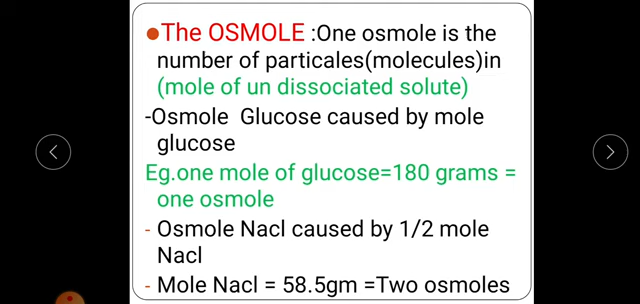 ●The OSMOLE :One osmole is the
number of particales(molecules)in
(mole of un dissociated solute)
-Osmole Glucose caused by mole
glucose
Eg.one mole of glucose=180 grams =
one osmole
- Osmole Nacl caused by 1/2 mole
Nacl
- Mole Nacl = 58.5gm =Two osmoles